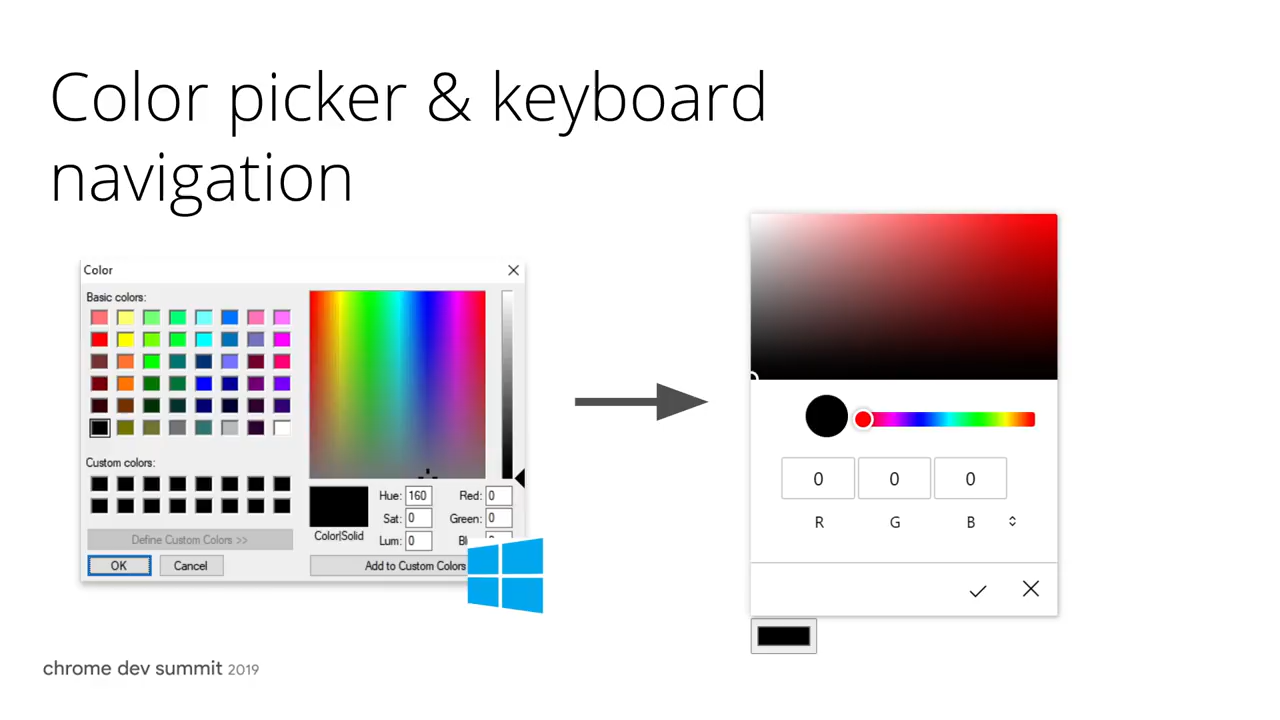 Color picker & keyboard
navigation
Color
Basic colors:
Custom colors:
Define Custom Colors >>
OK
Cancel
Hue: 160
Sat: 0
Lum: 0
Red: 0
Green: 0
Color|Solid
Add to Custom Colors
0 0 0
R G B
chrome dev summit 2019